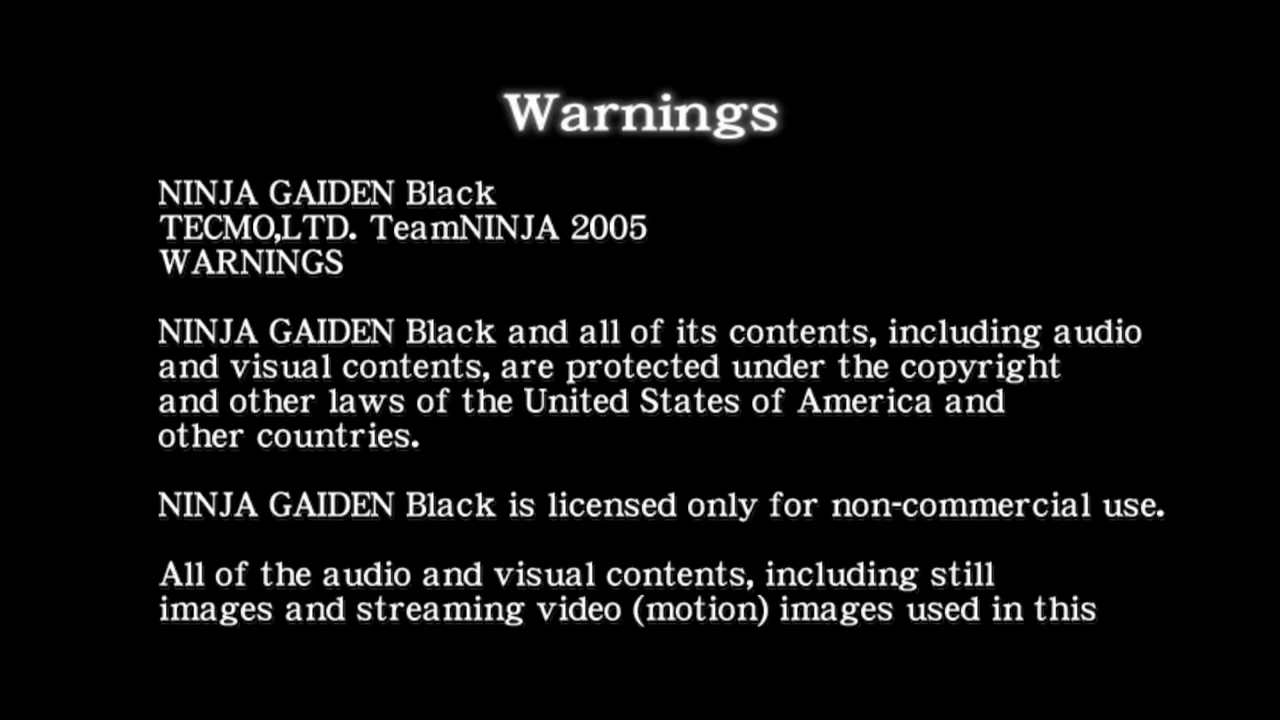 Warnings
NINJA GAIDEN Black
TECMO,LTD. TeamNINJA 2005
WARNINGS
NINJA GAIDEN Black and all of its contents, including audio
and visual contents, are protected under the copyright
and other laws of the United States of America and
other countries.
NINJA GAIDEN Black is licensed only for non-commercial use.
All of the audio and visual contents, including still
images and streaming video (motion) images used in this